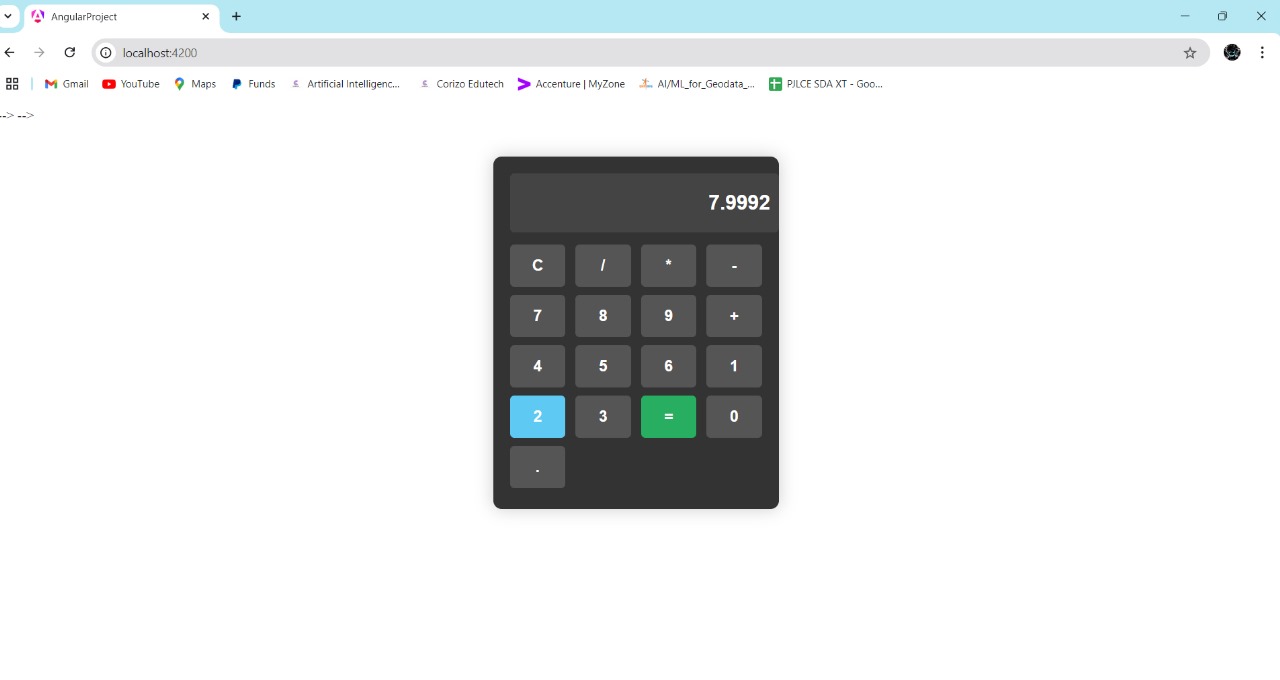 AngularProject
localhost:4200
Gmail YouTube Maps Funds Artificial Intelligenc... Corizo Edutech Accenture | MyZone AI/ML_for_Geodata_... PJLCE SDA XT - Goo...
--> -->
7.9992
C / * -
7 8 9 +
4 5 6 1
2 3 = 0
.